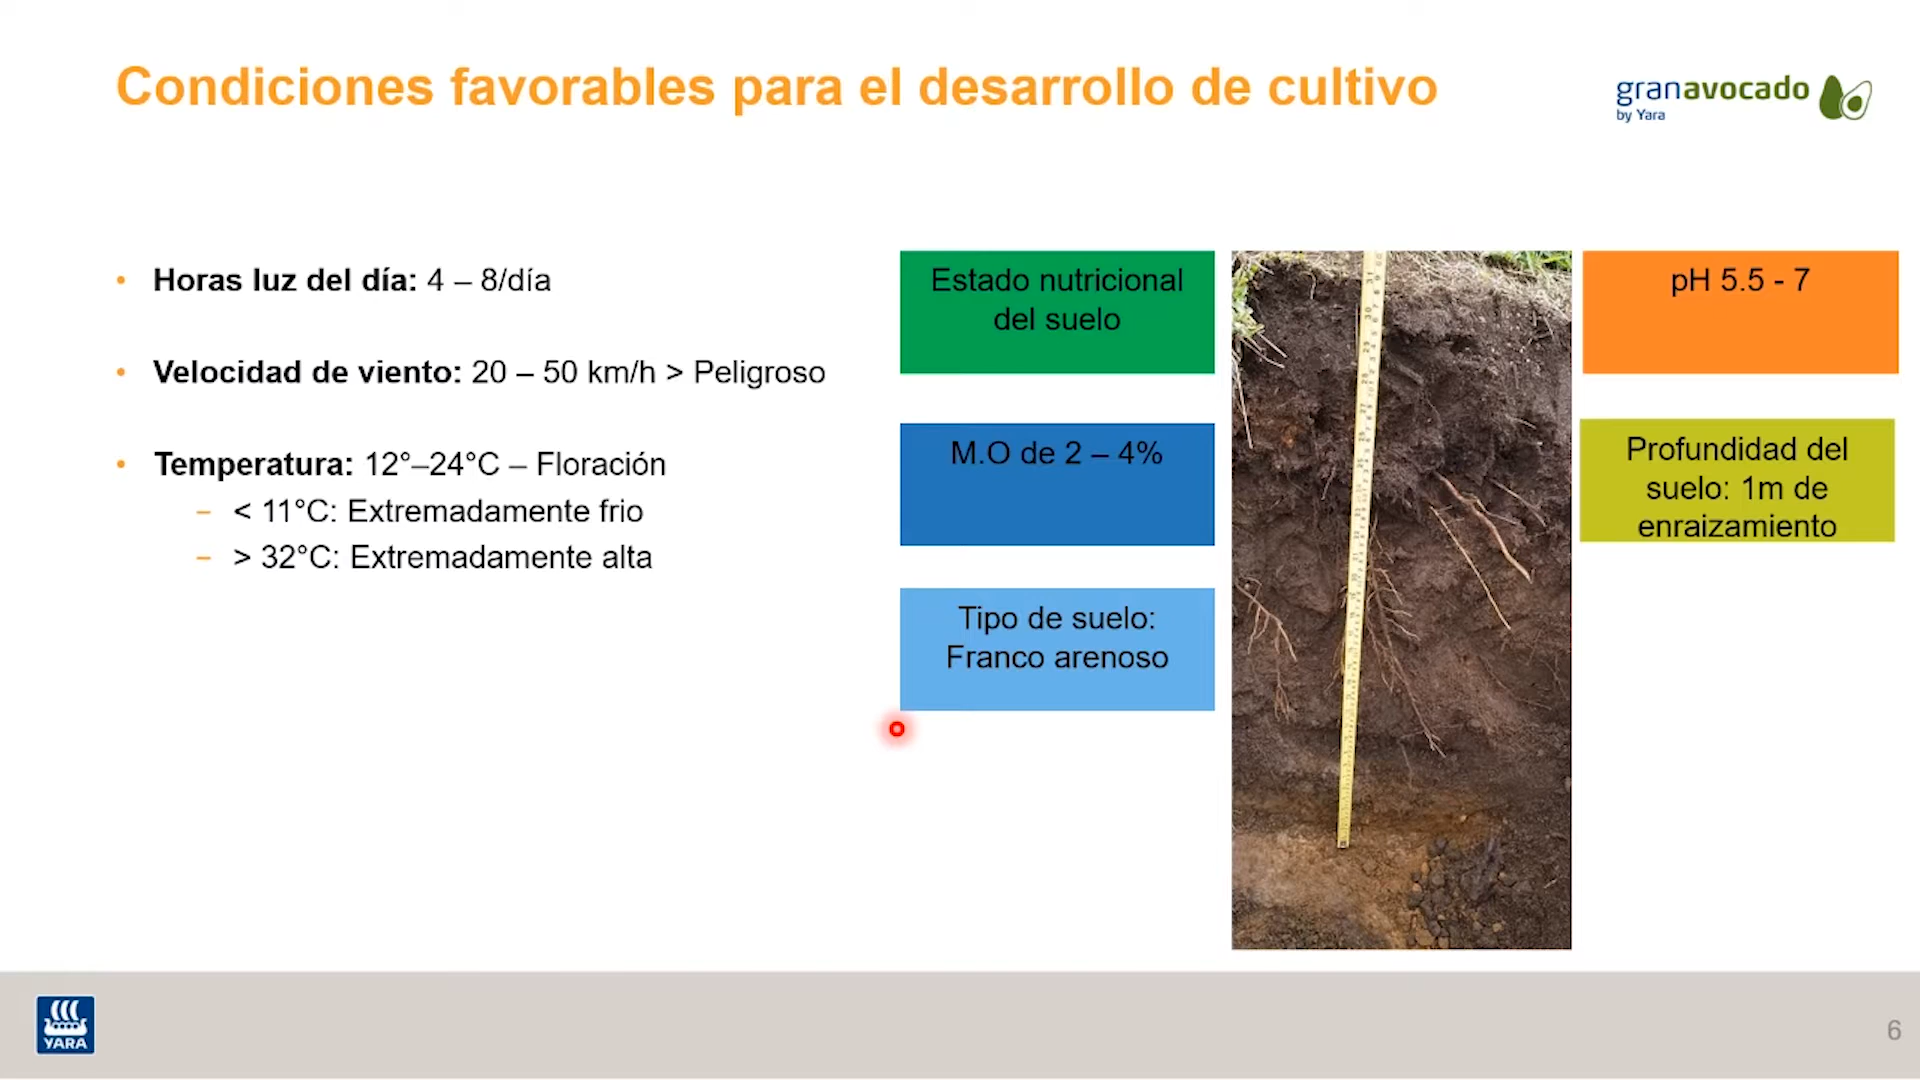 Condiciones favorables para el desarrollo de cultivo
granavocado
by Yara
• Horas luz del día: 4 – 8/día
• Velocidad de viento: 20 – 50 km/h > Peligroso
• Temperatura: 12°–24°C – Floración
– < 11°C: Extremadamente frio
– > 32°C: Extremadamente alta
Estado nutricional
del suelo
M.O de 2 – 4%
Tipo de suelo:
Franco arenoso
pH 5.5 - 7
Profundidad del
suelo: 1m de
enraizamiento
YARA
6